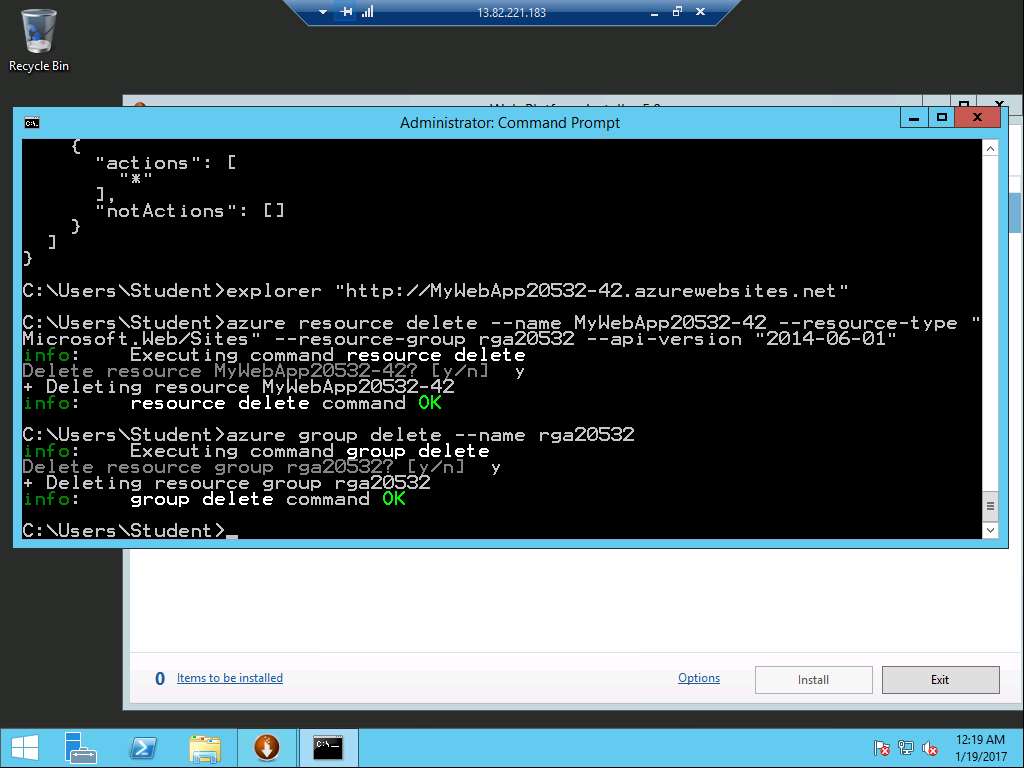 13.82.221.183
Recycle Bin
Administrator: Command Prompt
{
"actions": [
"*"
],
"notActions": []
}
]
}
C:\Users\Student>explorer "http://MyWebApp20532-42.azurewebsites.net"
C:\Users\Student>azure resource delete --name MyWebApp20532-42 --resource-type "
Microsoft.Web/Sites" --resource-group rga20532 --api-version "2014-06-01"
info:    Executing command resource delete
Delete resource MyWebApp20532-42? [y/n]  y
+ Deleting resource MyWebApp20532-42
info:    resource delete command OK
C:\Users\Student>azure group delete --name rga20532
info:    Executing command group delete
Delete resource group rga20532? [y/n]  y
+ Deleting resource group rga20532
info:    group delete command OK
C:\Users\Student>_
0 Items to be installed
Options
Install
Exit
12:19 AM
1/19/2017